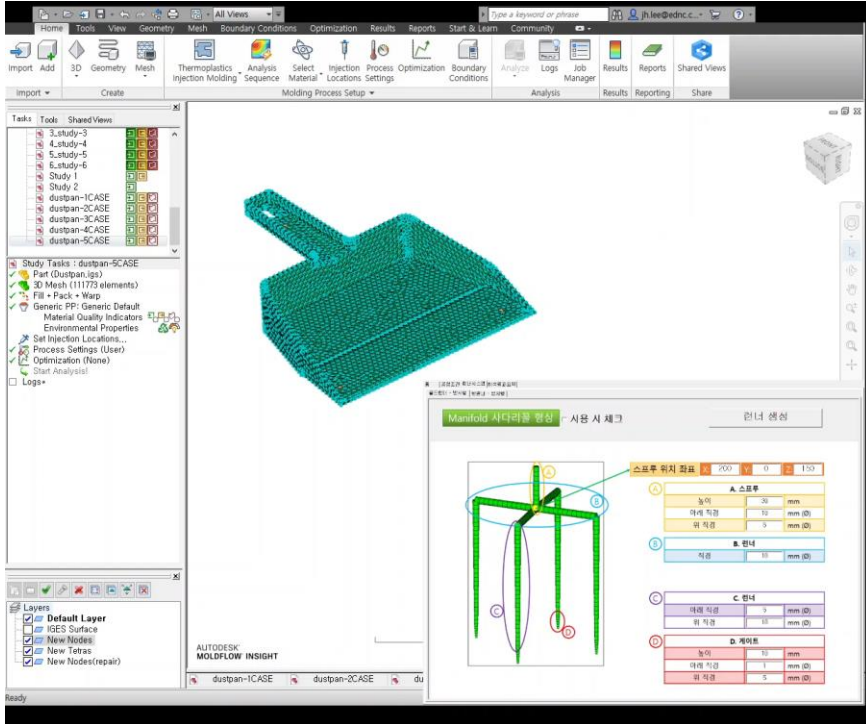 All Views
Type a keyword or phrase
jh.lee@ednc.c...
Home Tools View Geometry Mesh Boundary Conditions Optimization Results Reports Start & Learn Community
Import Add 3D Geometry Mesh Thermoplastics Injection Molding Analysis Sequence Select Material Injection Locations Process Settings Optimization Boundary Conditions Analyze Logs Job Manager Results Reports Shared Views
Import Create Molding Process Setup Analysis Results Reporting Share
Tasks Tools Shared Views
3_study-3
4_study-4
5_study-5
6_study-6
Study 1
Study 2
dustpan-1CASE
dustpan-2CASE
dustpan-3CASE
dustpan-4CASE
dustpan-5CASE
Study Tasks : dustpan-5CASE
Part (Dustpan.igs)
3D Mesh (111773 elements)
Fill + Pack + Warp
Generic PP: Generic Default
Material Quality Indicators
Environmental Properties
Set Injection Locations...
Process Settings (User)
Optimization (None)
Start Analysis!
Logs*
Layers
Default Layer
IGES Surface
New Nodes
New Tetras
New Nodes(repair)
AUTODESK®
MOLDFLOW® INSIGHT
dustpan-1CASE dustpan-2CASE du
Ready
Manifold 사다리꼴 형상 사용 시 체크 런너 생성
스프루 위치 좌표 X: 200 Y: 0 Z: 150
A A. 스프루
높이 30 mm
아래 직경 10 mm (Ø)
위 직경 5 mm (Ø)
B B. 런너
직경 10 mm (Ø)
C C. 런너
아래 직경 5 mm (Ø)
위 직경 10 mm (Ø)
D D. 게이트
높이 10 mm
아래 직경 1 mm (Ø)
위 직경 5 mm (Ø)
A
B
C
D